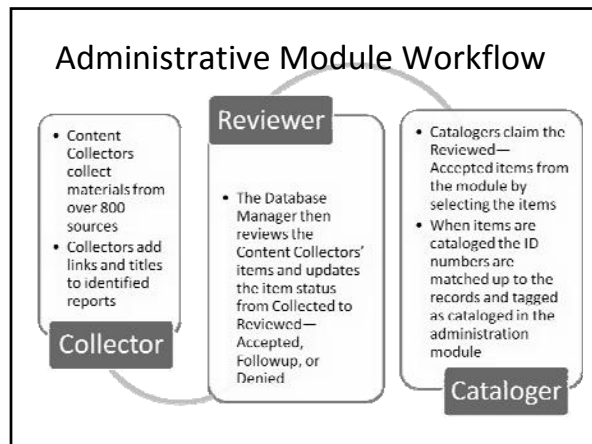 Administrative Module Workflow
• Content
Collectors
collect
materials from
over 800
sources
• Collectors add
links and titles
to identified
reports
Collector
Reviewer
• The Database
Manager then
reviews the
Content Collectors'
items and updates
the item status
from Collected to
Reviewed—
Accepted,
Followup, or
Denied
• Catalogers claim the
Reviewed—
Accepted items from
the module by
selecting the items
• When items are
cataloged the ID
numbers are
matched up to the
records and tagged
as cataloged in the
administration
module
Cataloger